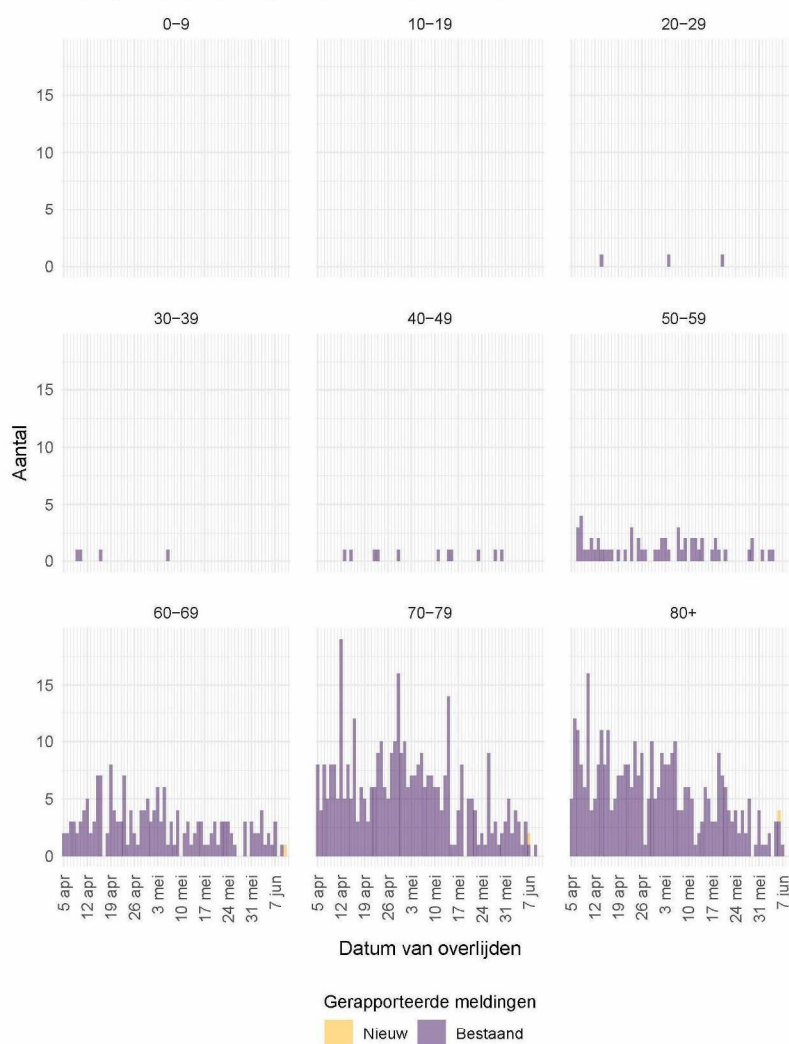 0−9 10−19 20−29
15
10
5
0
30−39 40−49 50−59
15
10
5
0
Aantal
60−69 70−79 80+
15
10
5
0
5 apr 12 apr 19 apr 26 apr 3 mei 10 mei 17 mei 24 mei 31 mei 7 jun 5 apr 12 apr 19 apr 26 apr 3 mei 10 mei 17 mei 24 mei 31 mei 7 jun 5 apr 12 apr 19 apr 26 apr 3 mei 10 mei 17 mei 24 mei 31 mei 7 jun
Datum van overlijden
Gerapporteerde meldingen
Nieuw Bestaand